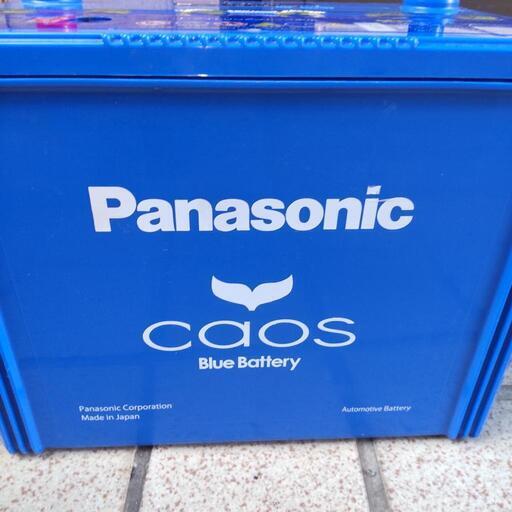 Panasonic
caos
Blue Battery
Panasonic Corporation
Made in Japan
Automotive Battery